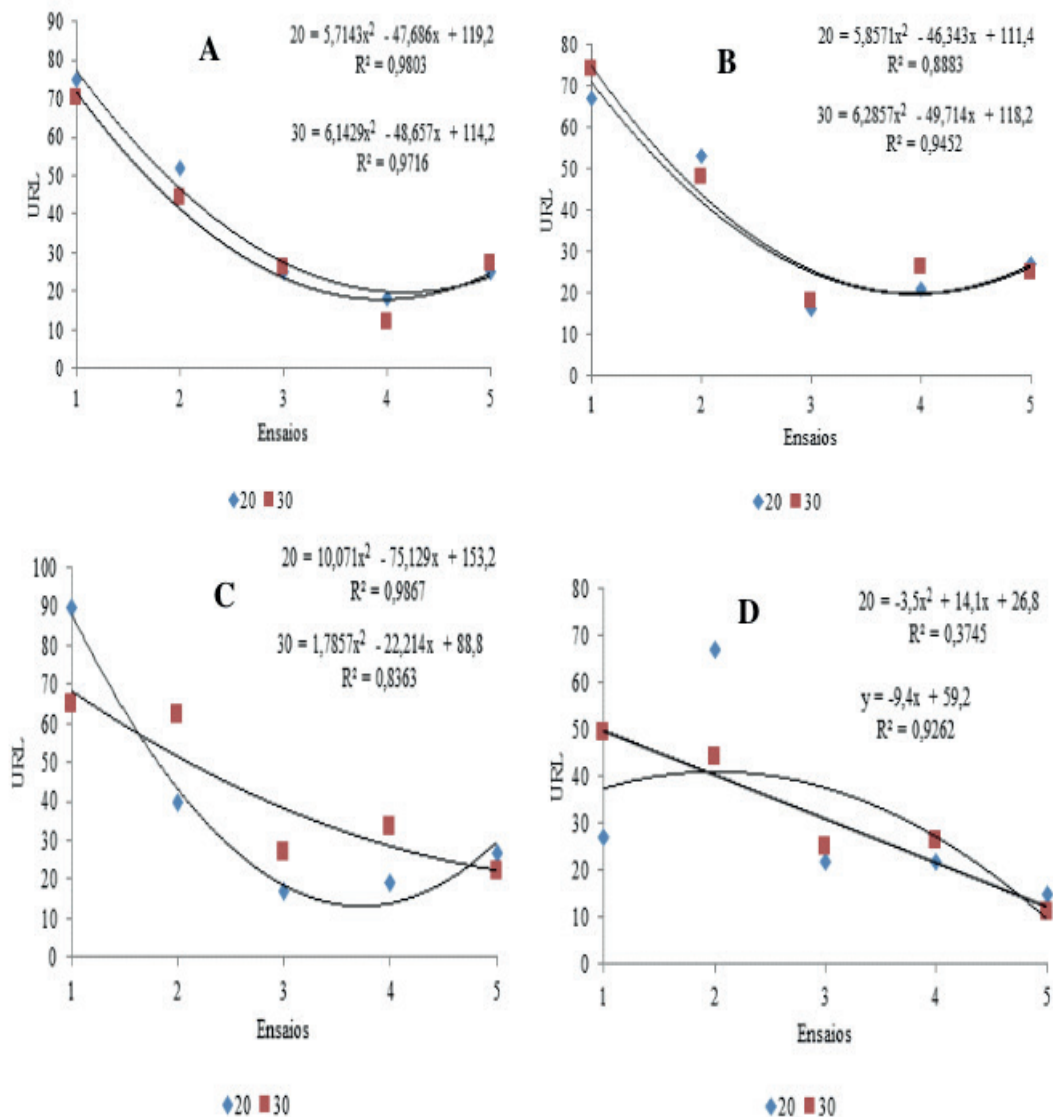 A
20 = 5,7143x² - 47,686x + 119,2
R² = 0,9803
30 = 6,1429x² - 48,657x + 114,2
R² = 0,9716
90
80
70
60
50
40
30
20
10
0
URL
1 2 3 4 5
Ensaios
20 30
B
20 = 5,8571x² - 46,343x + 111,4
R² = 0,8883
30 = 6,2857x² - 49,714x + 118,2
R² = 0,9452
80
70
60
50
40
30
20
10
0
URL
1 2 3 4 5
Ensaios
20 30
C
20 = 10,071x² - 75,129x + 153,2
R² = 0,9867
30 = 1,7857x² - 22,214x + 88,8
R² = 0,8363
100
90
80
70
60
50
40
30
20
10
0
URL
1 2 3 4 5
Ensaios
20 30
D
20 = -3,5x² + 14,1x + 26,8
R² = 0,3745
y = -9,4x + 59,2
R² = 0,9262
80
70
60
50
40
30
20
10
0
URL
1 2 3 4 5
Ensaios
20 30